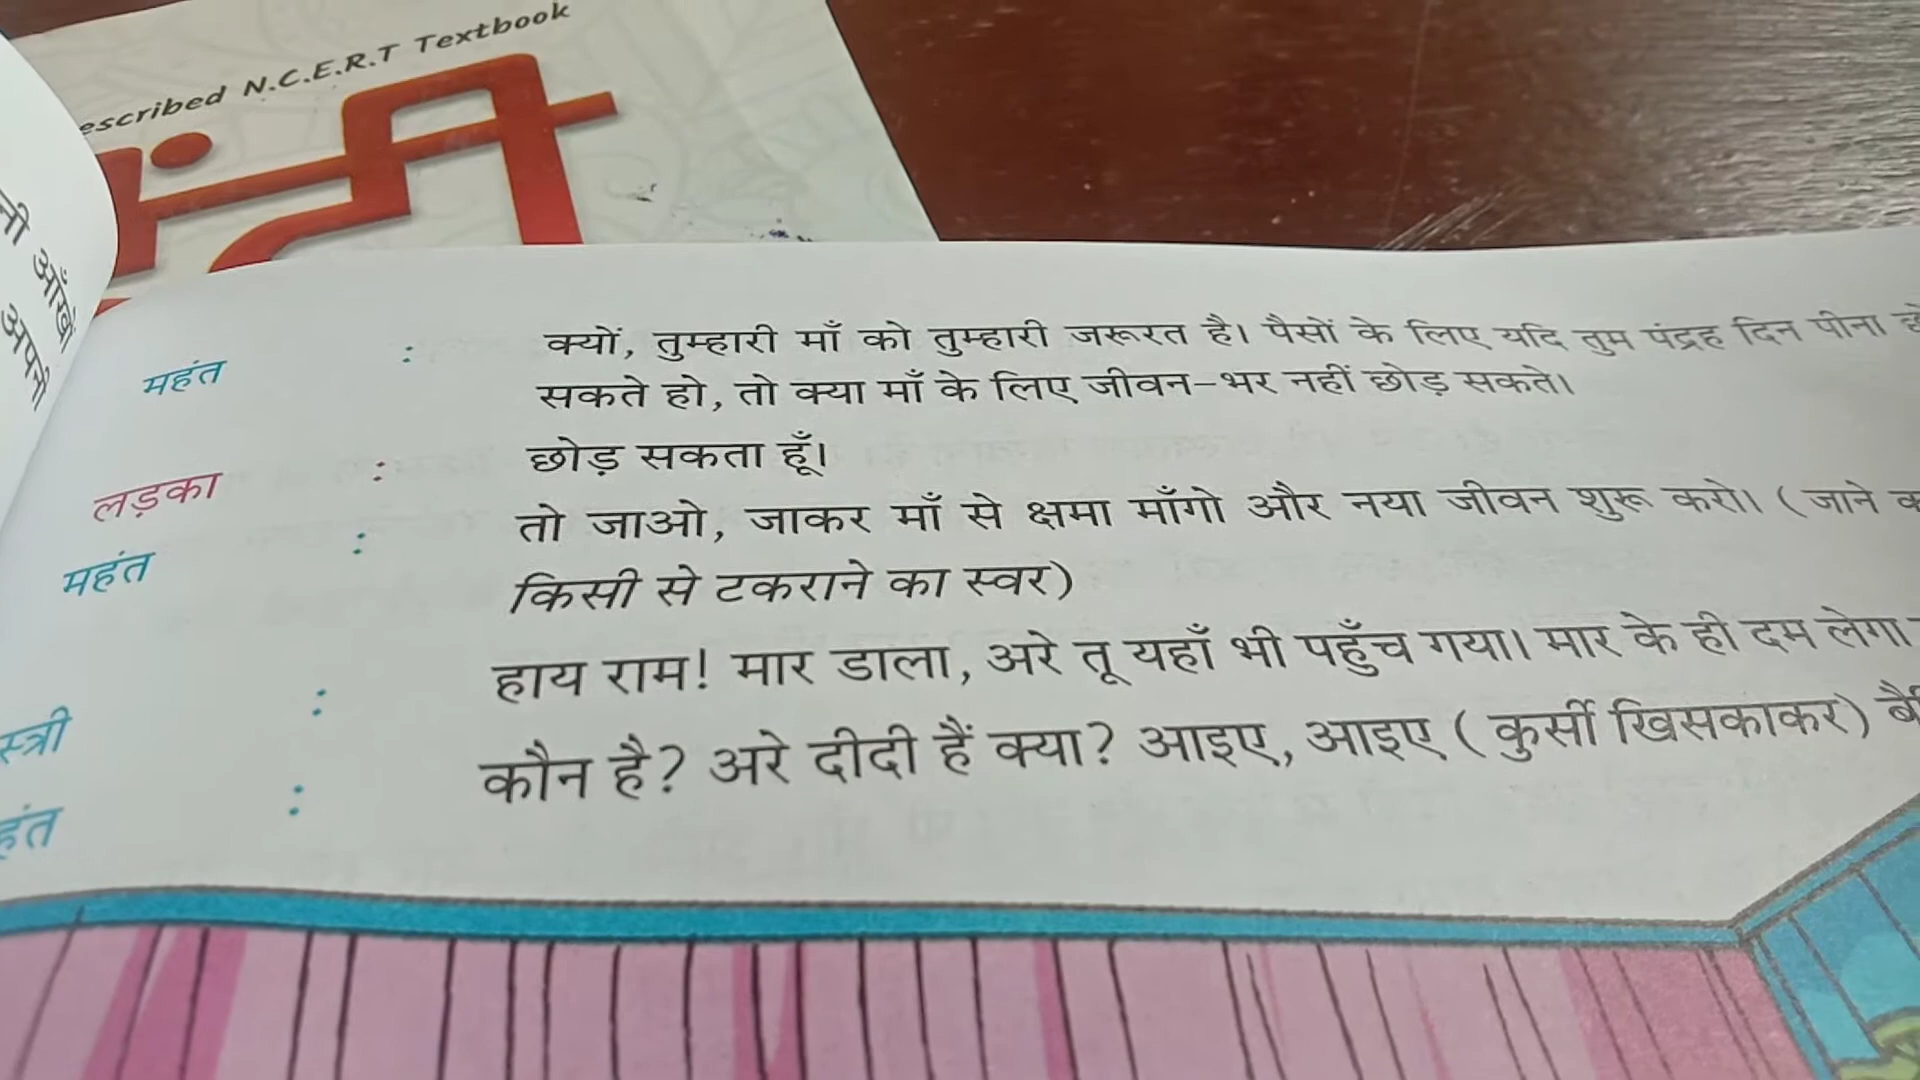 escribed N.C.E.R.T Textbook
नी आँखें
अपनी
महंत : क्यों, तुम्हारी माँ को तुम्हारी जरूरत है। पैसों के लिए यदि तुम पंद्रह दिन पीना
सकते हो, तो क्या माँ के लिए जीवन-भर नहीं छोड़ सकते।
लड़का : छोड़ सकता हूँ।
महंत : तो जाओ, जाकर माँ से क्षमा माँगो और नया जीवन शुरू करो। (जाने
किसी से टकराने का स्वर)
स्त्री : हाय राम! मार डाला, अरे तू यहाँ भी पहुँच गया। मार के ही दम लेगा
हंत : कौन है? अरे दीदी हैं क्या? आइए, आइए (कुर्सी खिसकाकर)